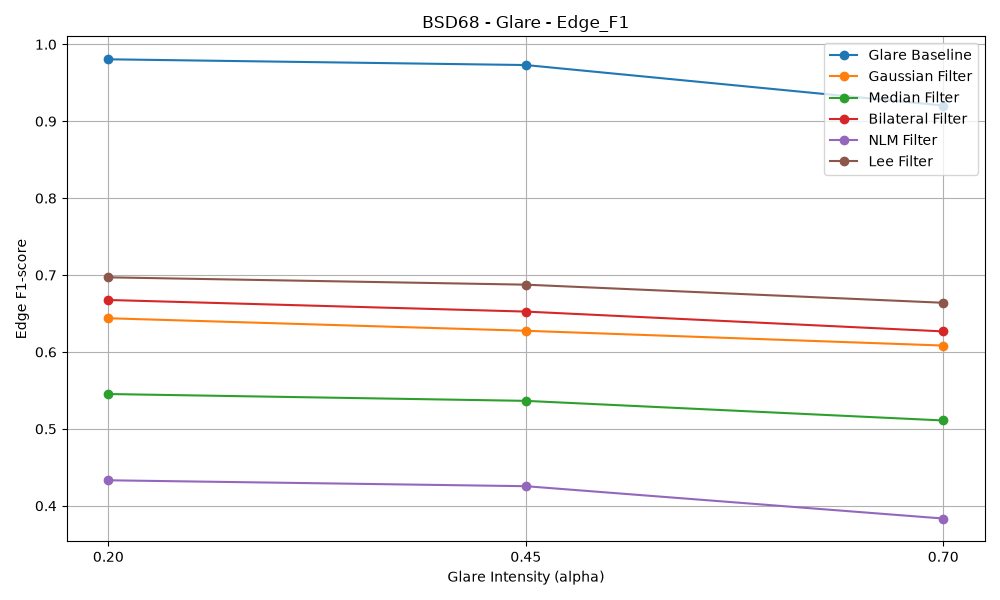 BSD68 - Glare - Edge_F1
Glare Baseline
Gaussian Filter
Median Filter
Bilateral Filter
NLM Filter
Lee Filter
Edge F1-score
1.0
0.9
0.8
0.7
0.6
0.5
0.4
0.20
0.45
0.70
Glare Intensity (alpha)